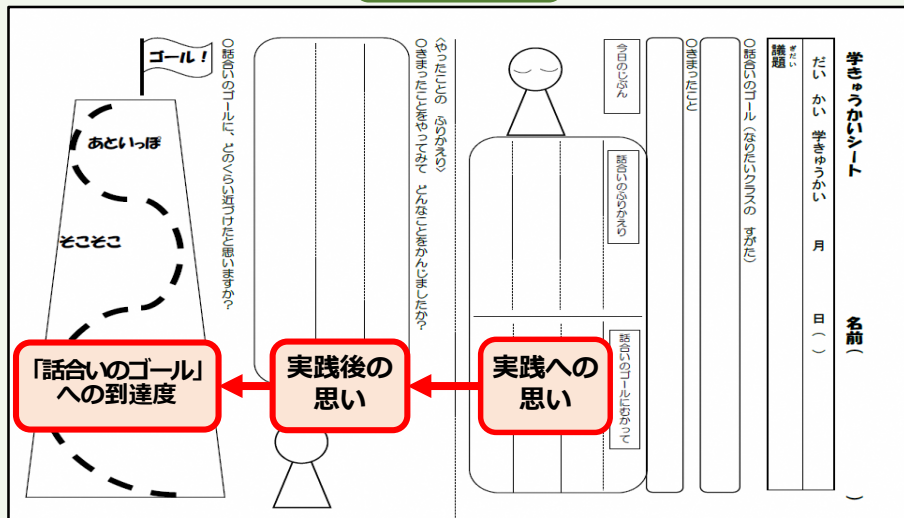 学きゅうかいシート
名前（　　　）
だい　かい　学きゅうかい　　月　　日（　）
ぎだい
議題
○話合いのゴール（なりたいクラスの　すがた）
○きまったこと
今日のじぶん
話合いのふりかえり
話合いのゴールにむかって
〈やったことの　ふりかえり〉
○きまったことをやってみて　どんなことをかんじましたか？
○話合いのゴールに、どのくらい近づけたと思いますか？
ゴール！
あといっぽ
そこそこ
実践への
思い
実践後の
思い
「話合いのゴール」
への到達度